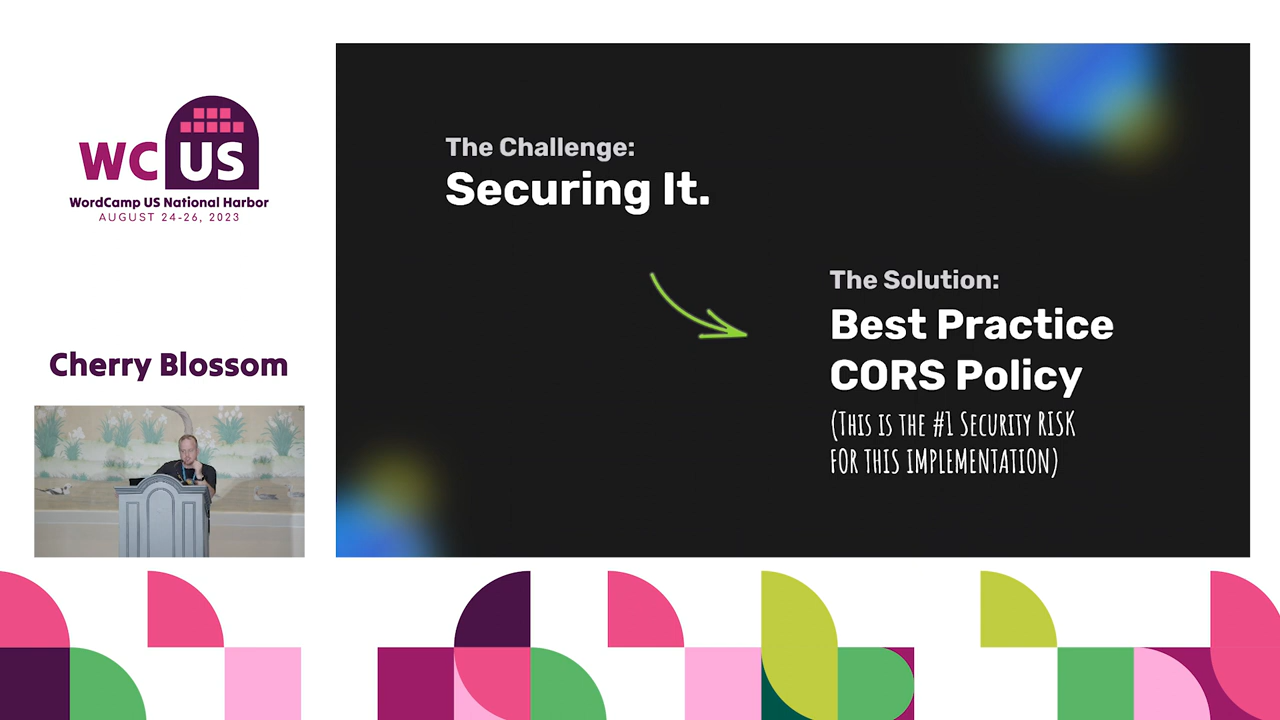 WC US
WordCamp US National Harbor
AUGUST 24-26, 2023
Cherry Blossom
The Challenge:
Securing It.
The Solution:
Best Practice
CORS Policy
(This is the #1 Security RISK
for this implementation)